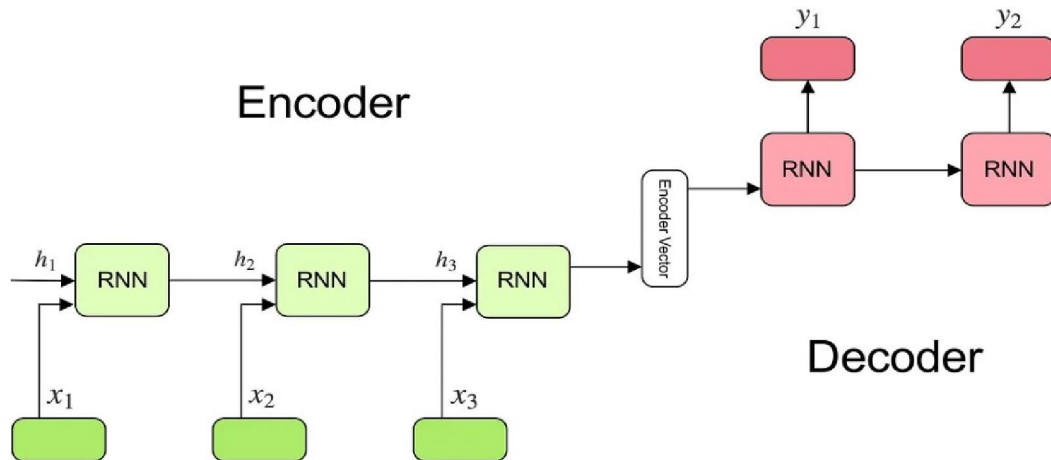 y₁
y₂
Encoder
RNN
RNN
Encoder Vector
h₁
RNN
h₂
RNN
h₃
RNN
Decoder
x₁
x₂
x₃